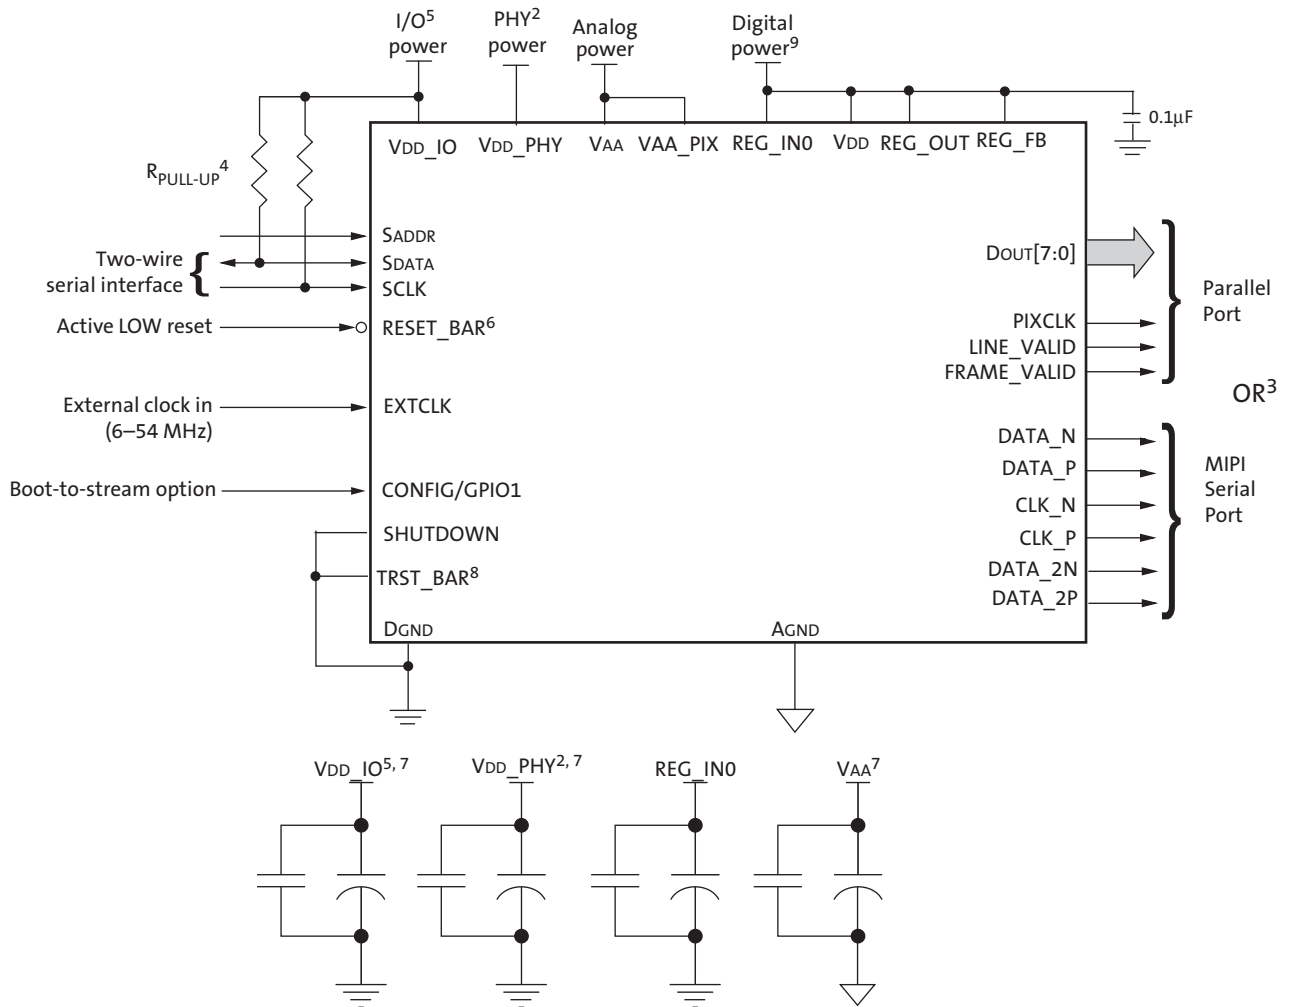 I/O5
power
PHY2
power
Analog
power
Digital
power9
0.1µF
VDD_IO
VDD_PHY
VAA
VAA_PIX
REG_IN0
VDD
REG_OUT
REG_FB
RPULL-UP4
SADDR
Two-wire
serial interface
{
SDATA
SCLK
Active LOW reset
RESET_BAR6
External clock in
(6–54 MHz)
EXTCLK
Boot-to-stream option
CONFIG/GPIO1
SHUTDOWN
TRST_BAR8
DGND
AGND
DOUT[7:0]
PIXCLK
LINE_VALID
FRAME_VALID
}
Parallel
Port
OR3
DATA_N
DATA_P
CLK_N
CLK_P
DATA_2N
DATA_2P
}
MIPI
Serial
Port
VDD_IO5, 7
VDD_PHY2, 7
REG_IN0
VAA7